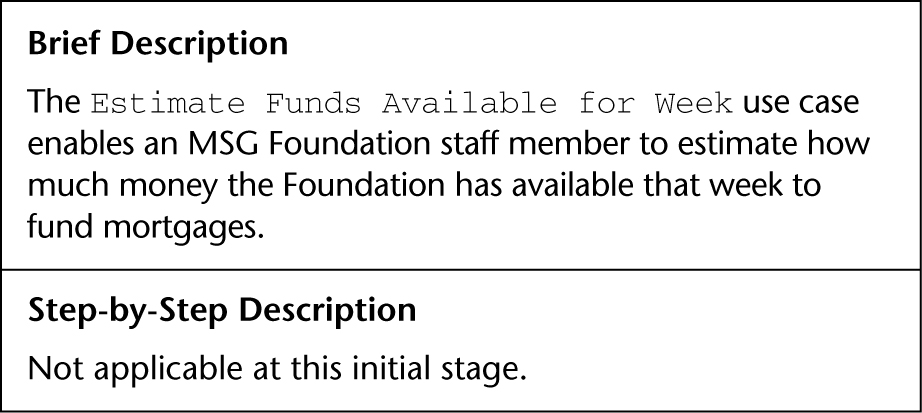 Brief Description
The Estimate Funds Available for Week use case
enables an MSG Foundation staff member to estimate how
much money the Foundation has available that week to
fund mortgages.
Step-by-Step Description
Not applicable at this initial stage.